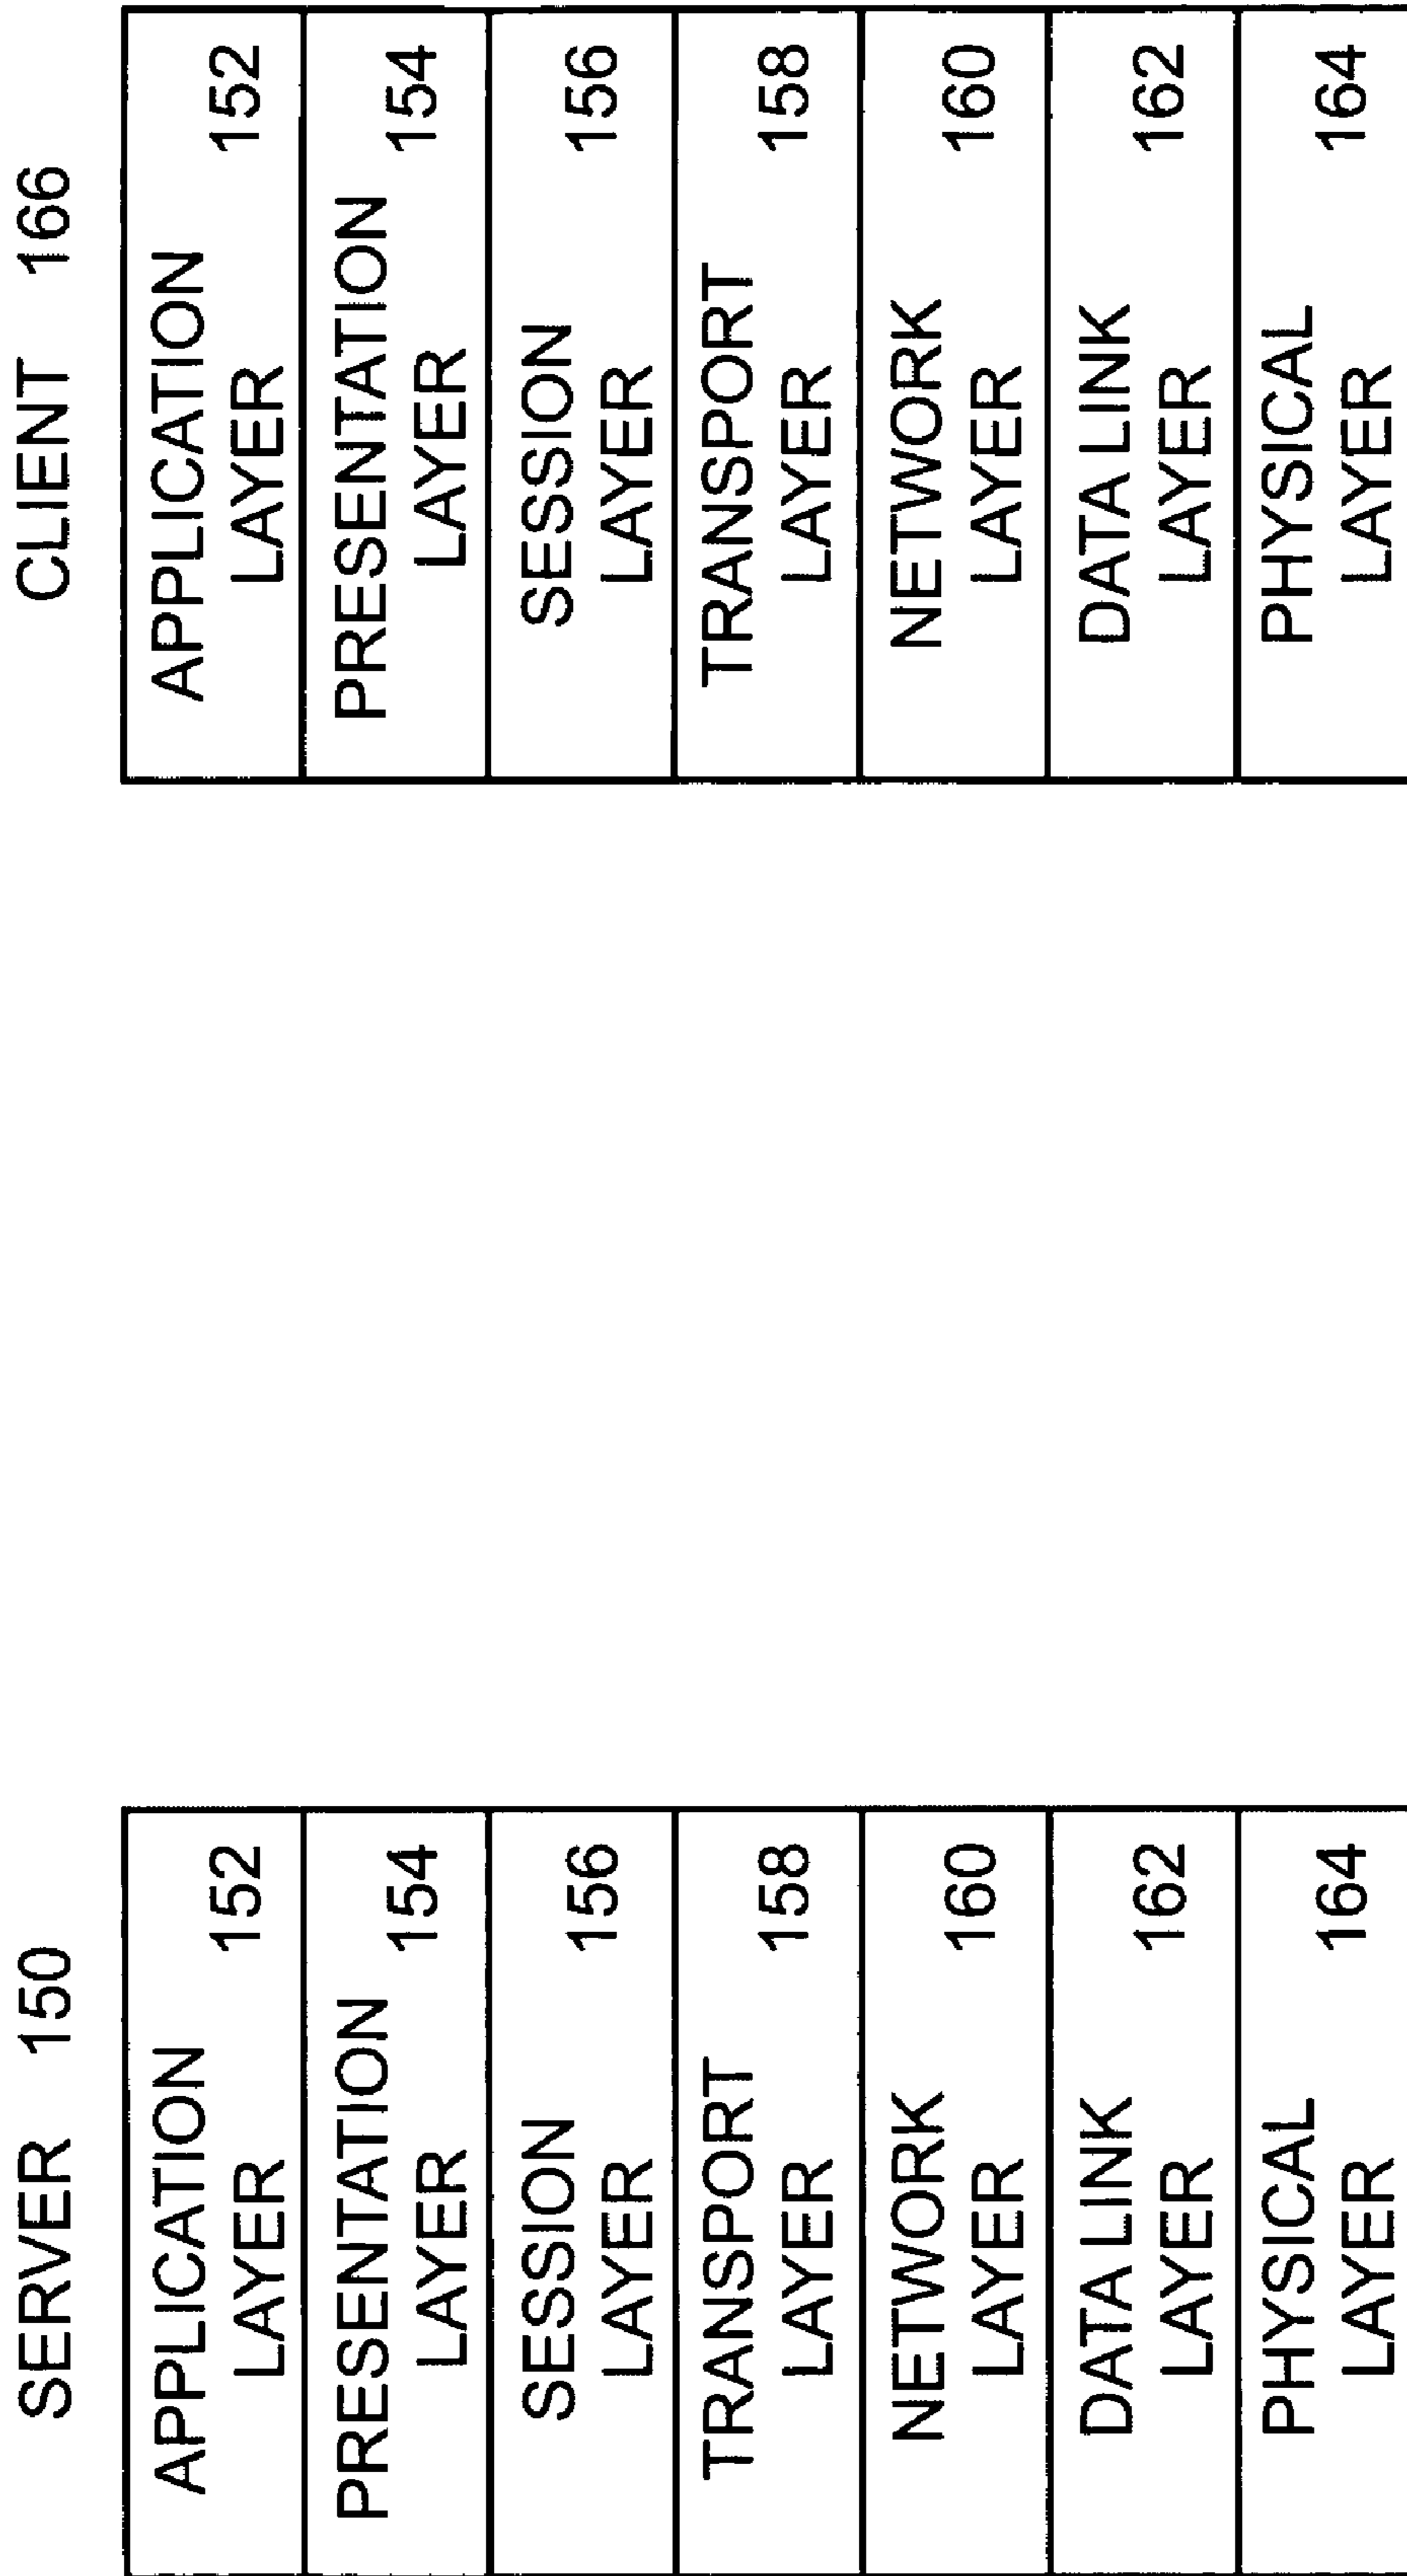 SERVER 150
APPLICATION
LAYER 152
PRESENTATION
LAYER 154
SESSION
LAYER 156
TRANSPORT
LAYER 158
NETWORK
LAYER 160
DATA LINK
LAYER 162
PHYSICAL
LAYER 164
CLIENT 166
APPLICATION
LAYER 152
PRESENTATION
LAYER 154
SESSION
LAYER 156
TRANSPORT
LAYER 158
NETWORK
LAYER 160
DATA LINK
LAYER 162
PHYSICAL
LAYER 164